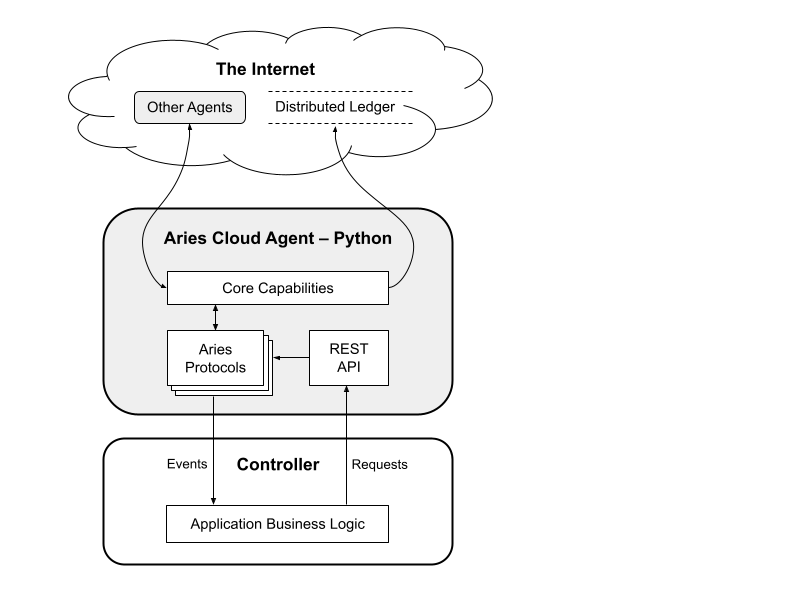 The Internet
Other Agents
Distributed Ledger
Aries Cloud Agent – Python
Core Capabilities
Aries
Protocols
REST
API
Events
Controller
Requests
Application Business Logic